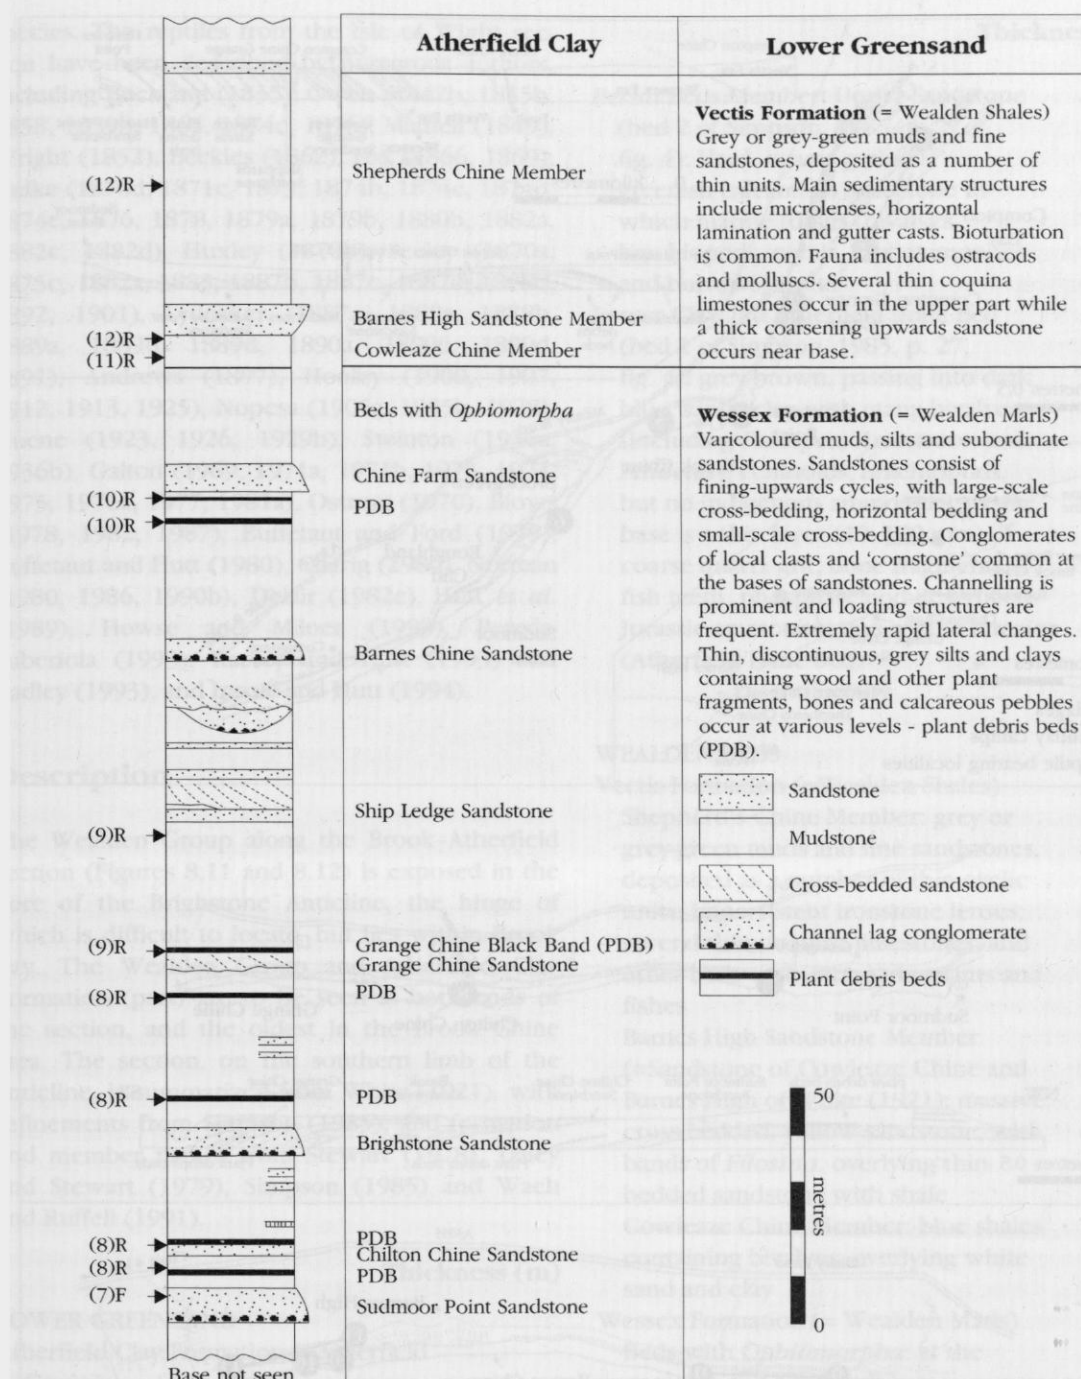 Atherfield Clay
Lower Greensand
Shepherds Chine Member
(12)R
Barnes High Sandstone Member
(12)R
Cowleaze Chine Member
(11)R
Beds with Ophiomorpha
Chine Farm Sandstone
(10)R
PDB
(10)R
Barnes Chine Sandstone
Ship Ledge Sandstone
(9)R
(9)R
Grange Chine Black Band (PDB)
Grange Chine Sandstone
(8)R
PDB
(8)R
PDB
Brighstone Sandstone
(8)R
PDB
Chilton Chine Sandstone
(8)R
PDB
(7)F
Sudmoor Point Sandstone
Base not seen
Vectis Formation (= Wealden Shales)
Grey or grey-green muds and fine
sandstones, deposited as a number of
thin units. Main sedimentary structures
include microlenses, horizontal
lamination and gutter casts. Bioturbation
is common. Fauna includes ostracods
and molluscs. Several thin coquina
limestones occur in the upper part while
a thick coarsening upwards sandstone
occurs near base.
Wessex Formation (= Wealden Marls)
Varicoloured muds, silts and subordinate
sandstones. Sandstones consist of
fining-upwards cycles, with large-scale
cross-bedding, horizontal bedding and
small-scale cross-bedding. Conglomerates
of local clasts and 'cornstone' common at
the bases of sandstones. Channelling is
prominent and loading structures are
frequent. Extremely rapid lateral changes.
Thin, discontinuous, grey silts and clays
containing wood and other plant
fragments, bones and calcareous pebbles
occur at various levels - plant debris beds
(PDB).
Sandstone
Mudstone
Cross-bedded sandstone
Channel lag conglomerate
Plant debris beds
50
metres
0